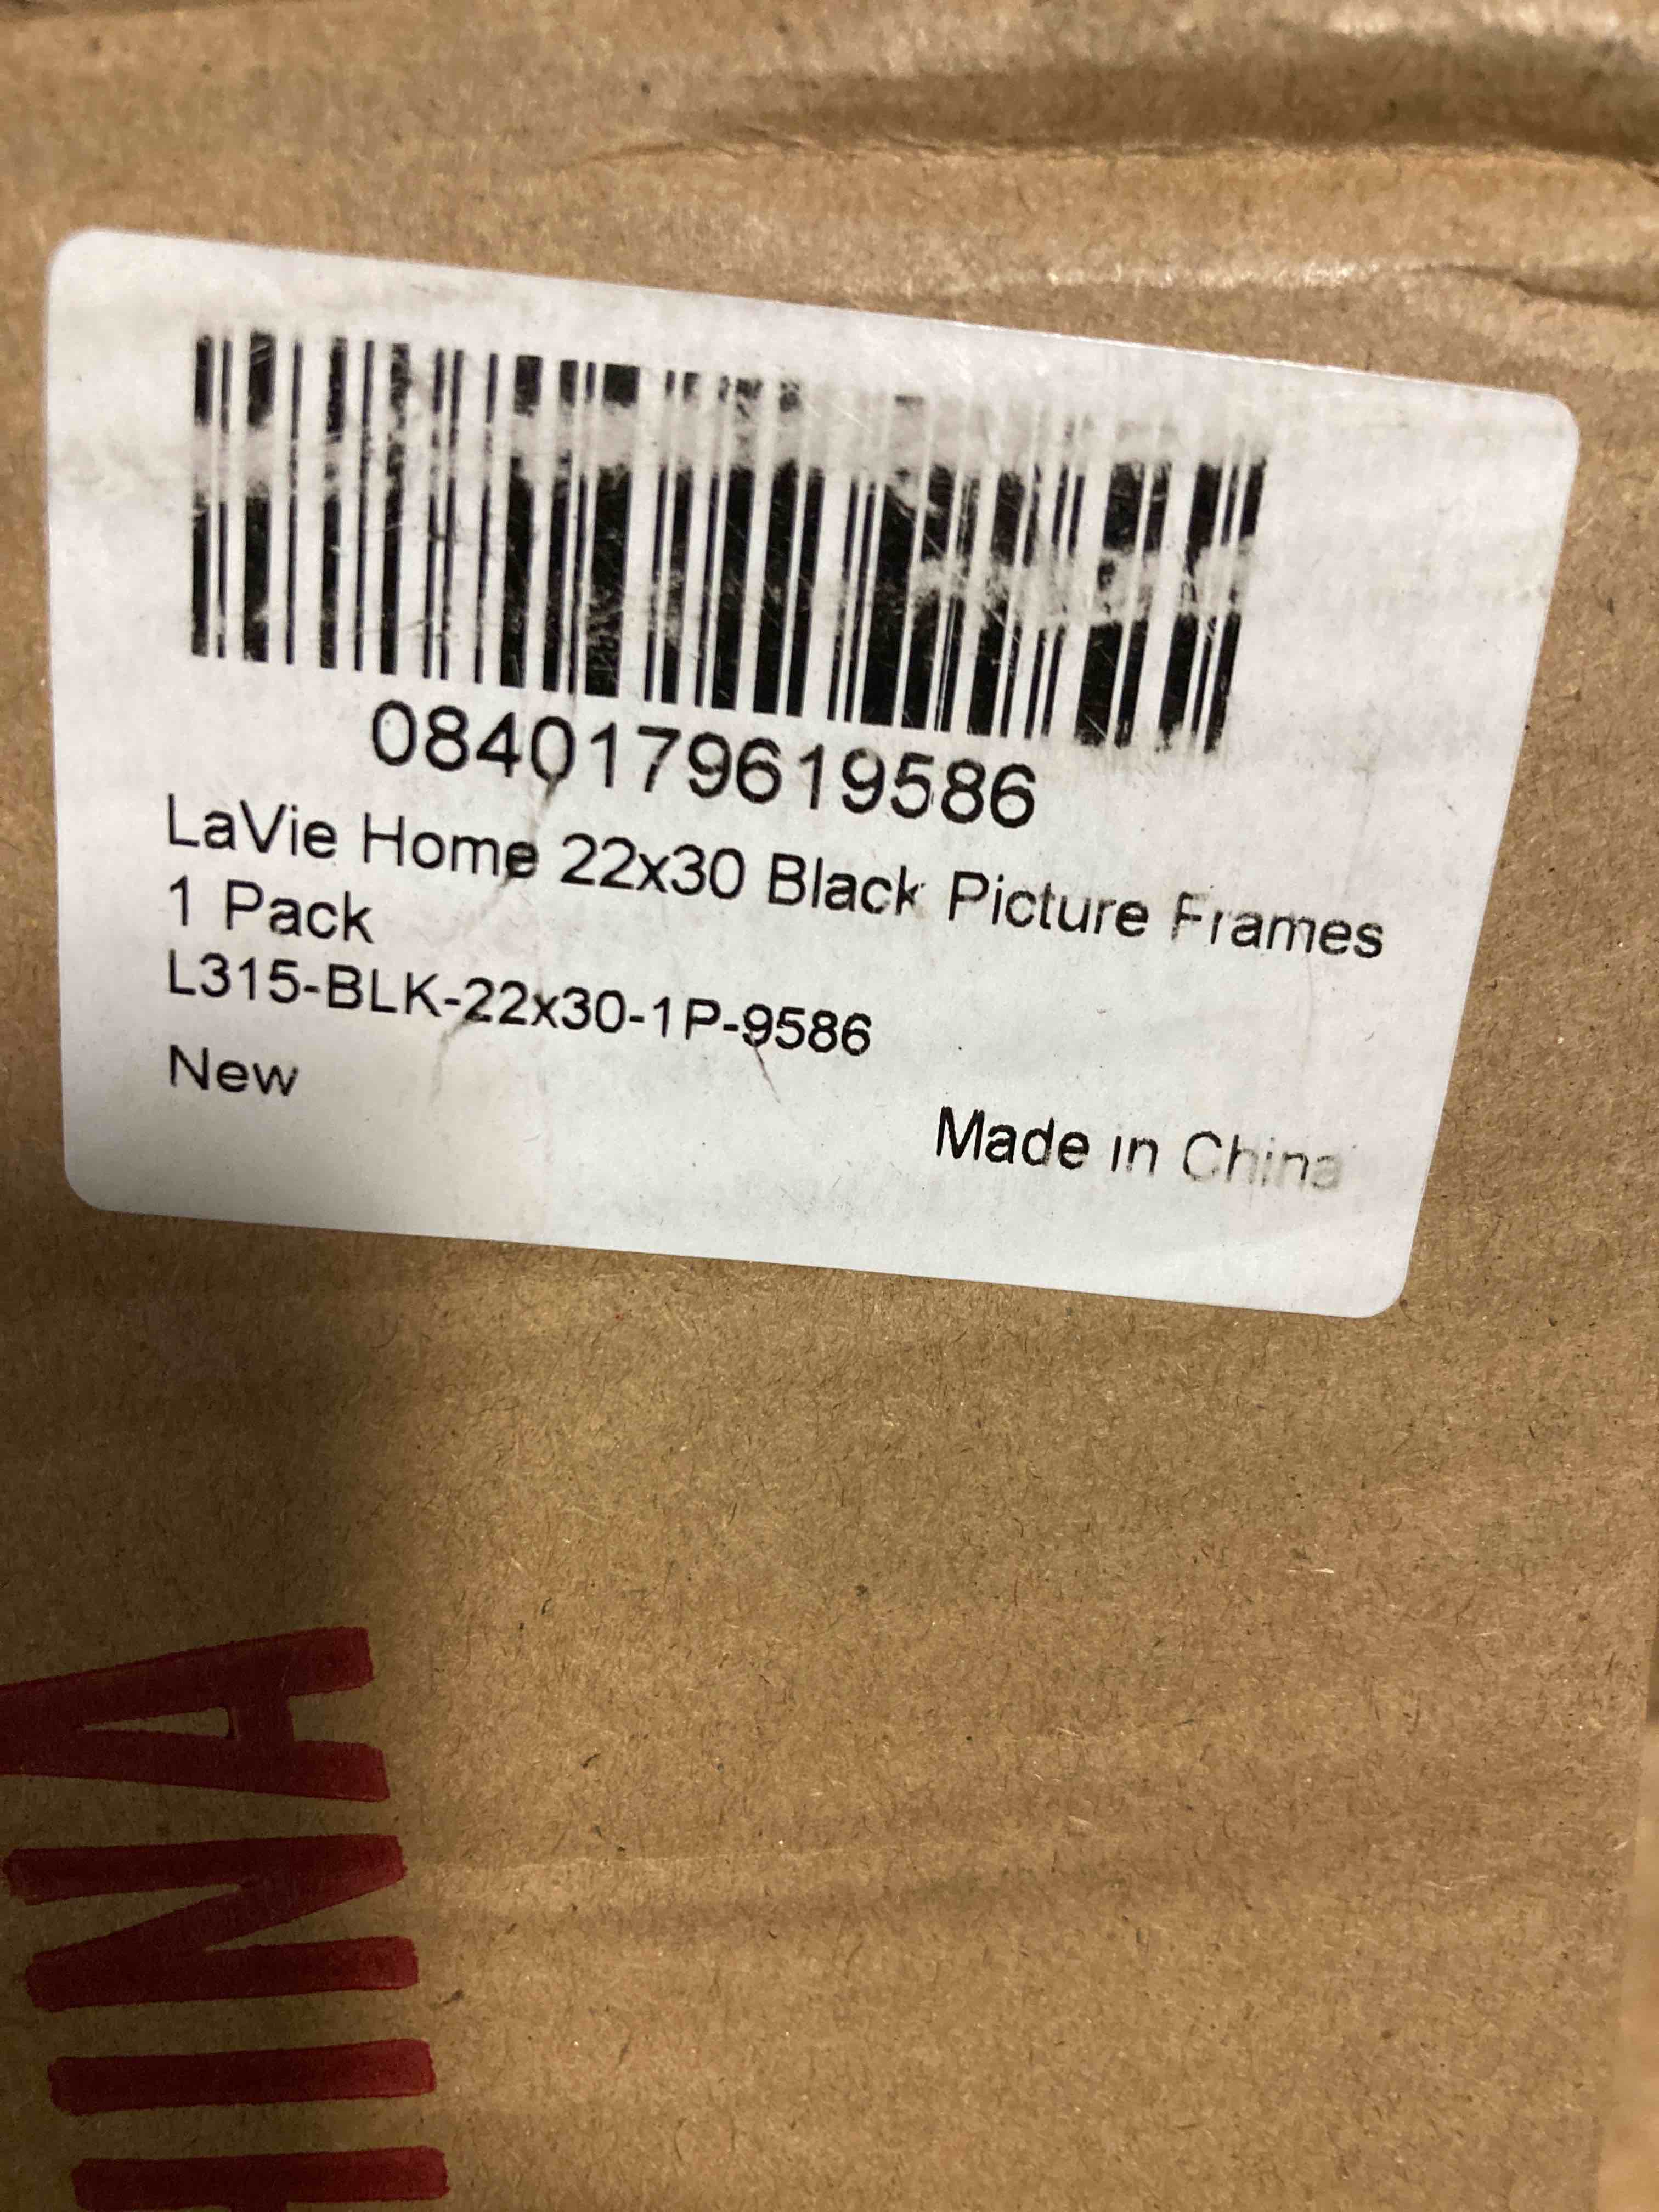 0840179619586
LaVie Home 22x30 Black Picture Frames
1 Pack
L315-BLK-22x30-1P-9586
New
Made in China